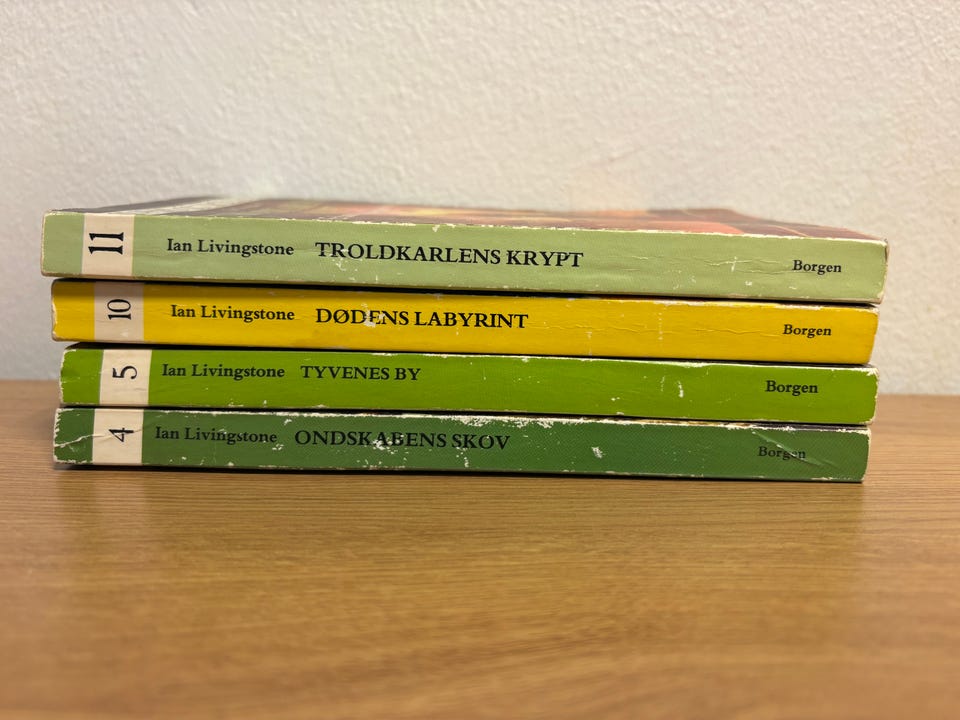 11 Ian Livingstone TROLDKARLENS KRYPT Borgen
10 Ian Livingstone DØDENS LABYRINT Borgen
5 Ian Livingstone TYVENES BY Borgen
4 Ian Livingstone ONDSKABENS SKOV Borgen